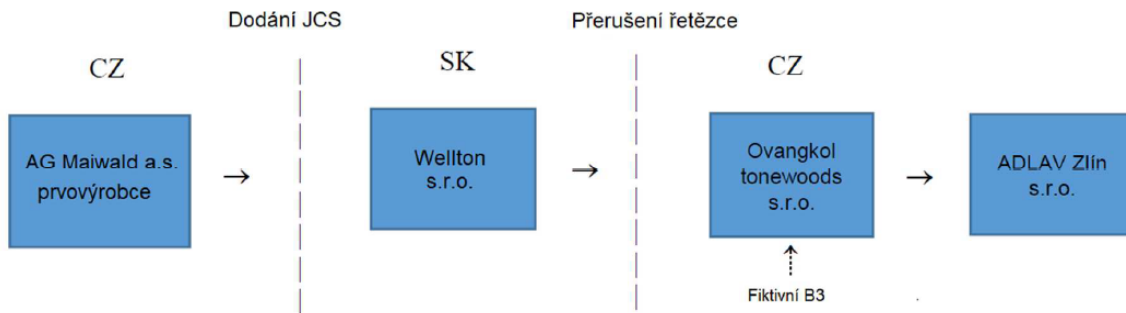 Dodání JCS
Přerušení řetězce
CZ
SK
CZ
AG Maiwald a.s.
prvovýrobce
→
Wellton
s.r.o.
→
Ovangkol
tonewoods
s.r.o.
→
ADLAV Zlín
s.r.o.
Fiktivní B3